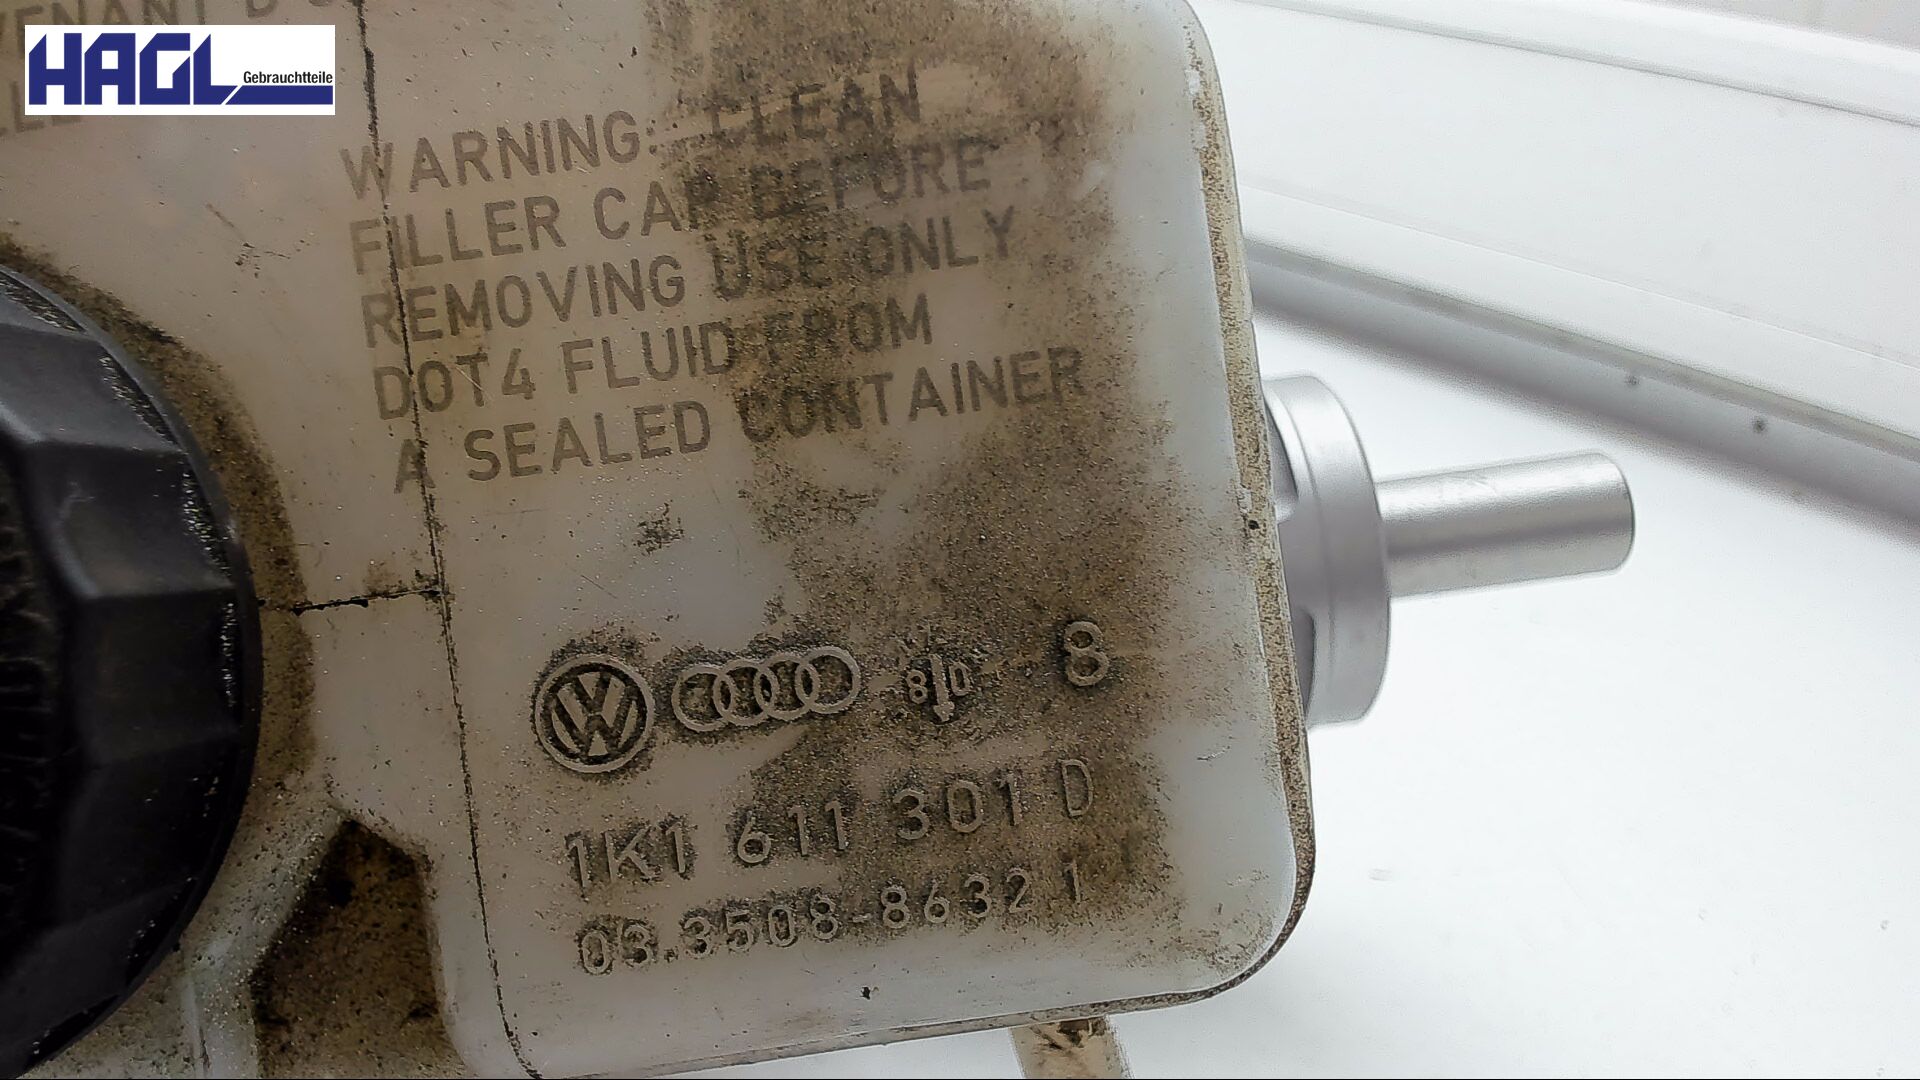 HAGL
Gebrauchtteile
WARNING: CLEAN
FILLER CAP BEFORE
REMOVING USE ONLY
DOT4 FLUID FROM
A SEALED CONTAINER
8
1K1 611 301 D
03.3508-8632 1